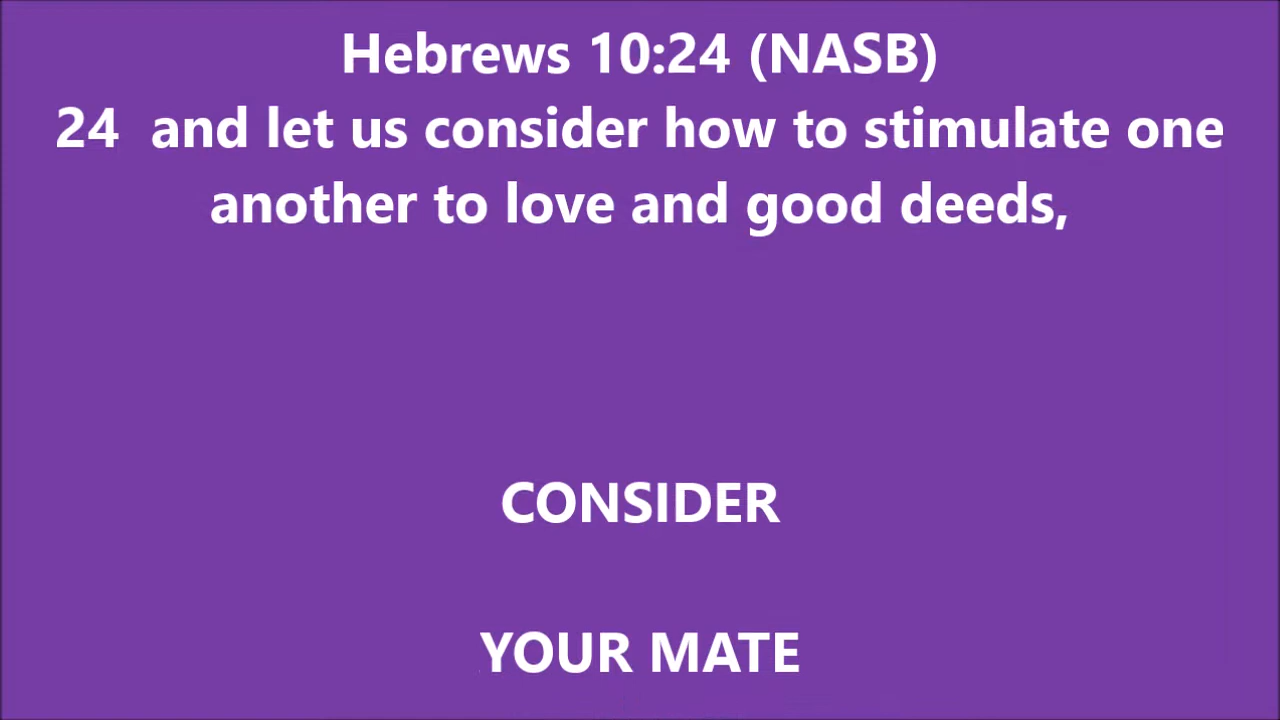 Hebrews 10:24 (NASB)
24  and let us consider how to stimulate one
another to love and good deeds,
CONSIDER
YOUR MATE